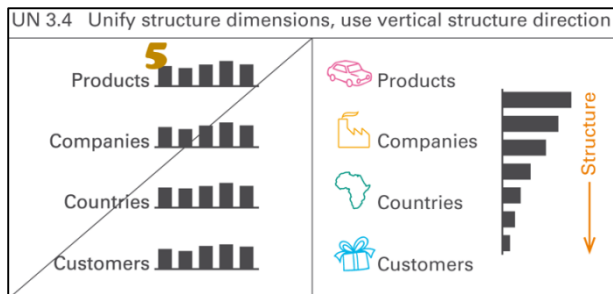 UN 3.4 Unify structure dimensions, use vertical structure direction
5
Products
Companies
Countries
Customers
Products
Companies
Countries
Customers
Structure